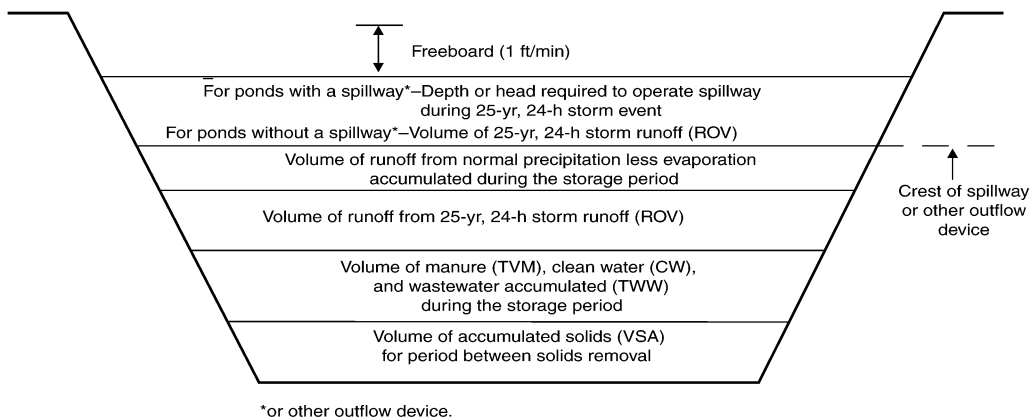 Freeboard (1 ft/min)
For ponds with a spillway*–Depth or head required to operate spillway
during 25-yr, 24-h storm event
For ponds without a spillway*–Volume of 25-yr, 24-h storm runoff (ROV)
Volume of runoff from normal precipitation less evaporation
accumulated during the storage period
Crest of spillway
or other outflow
device
Volume of runoff from 25-yr, 24-h storm runoff (ROV)
Volume of manure (TVM), clean water (CW),
and wastewater accumulated (TWW)
during the storage period
Volume of accumulated solids (VSA)
for period between solids removal
*or other outflow device.